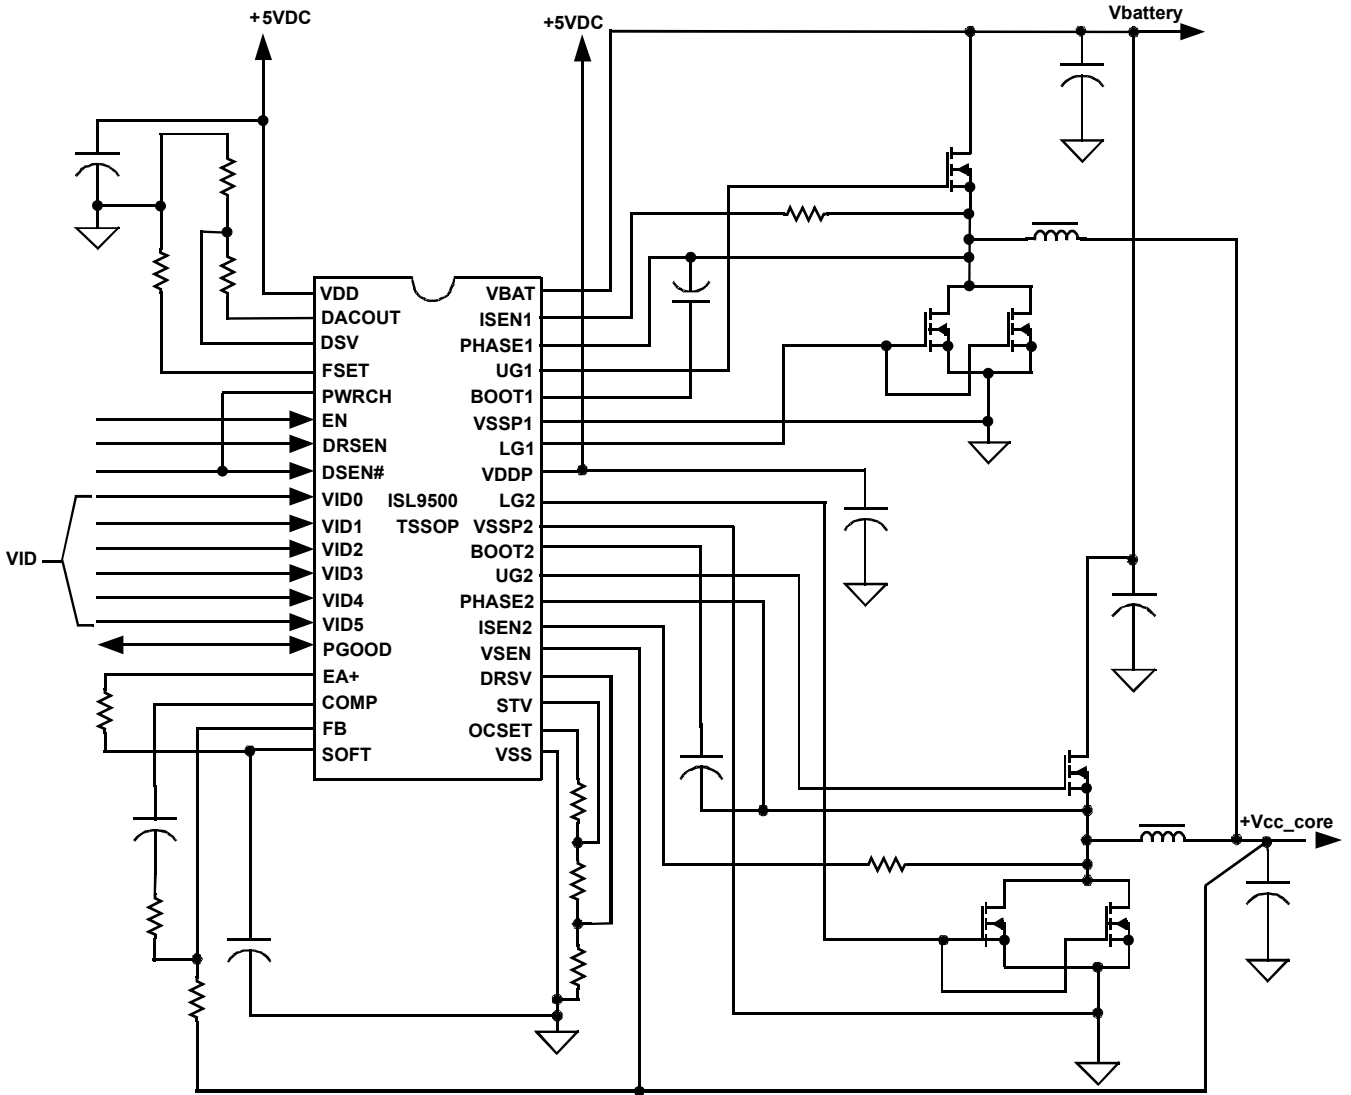 +5VDC
+5VDC
Vbattery
VDD
DACOUT
DSV
FSET
PWRCH
EN
DRSEN
DSEN#
VID0
VID1
VID2
VID3
VID4
VID5
PGOOD
EA+
COMP
FB
SOFT
VID
ISL9500
TSSOP
VBAT
ISEN1
PHASE1
UG1
BOOT1
VSSP1
LG1
VDDP
LG2
VSSP2
BOOT2
UG2
PHASE2
ISEN2
VSEN
DRSV
STV
OCSET
VSS
+Vcc_core